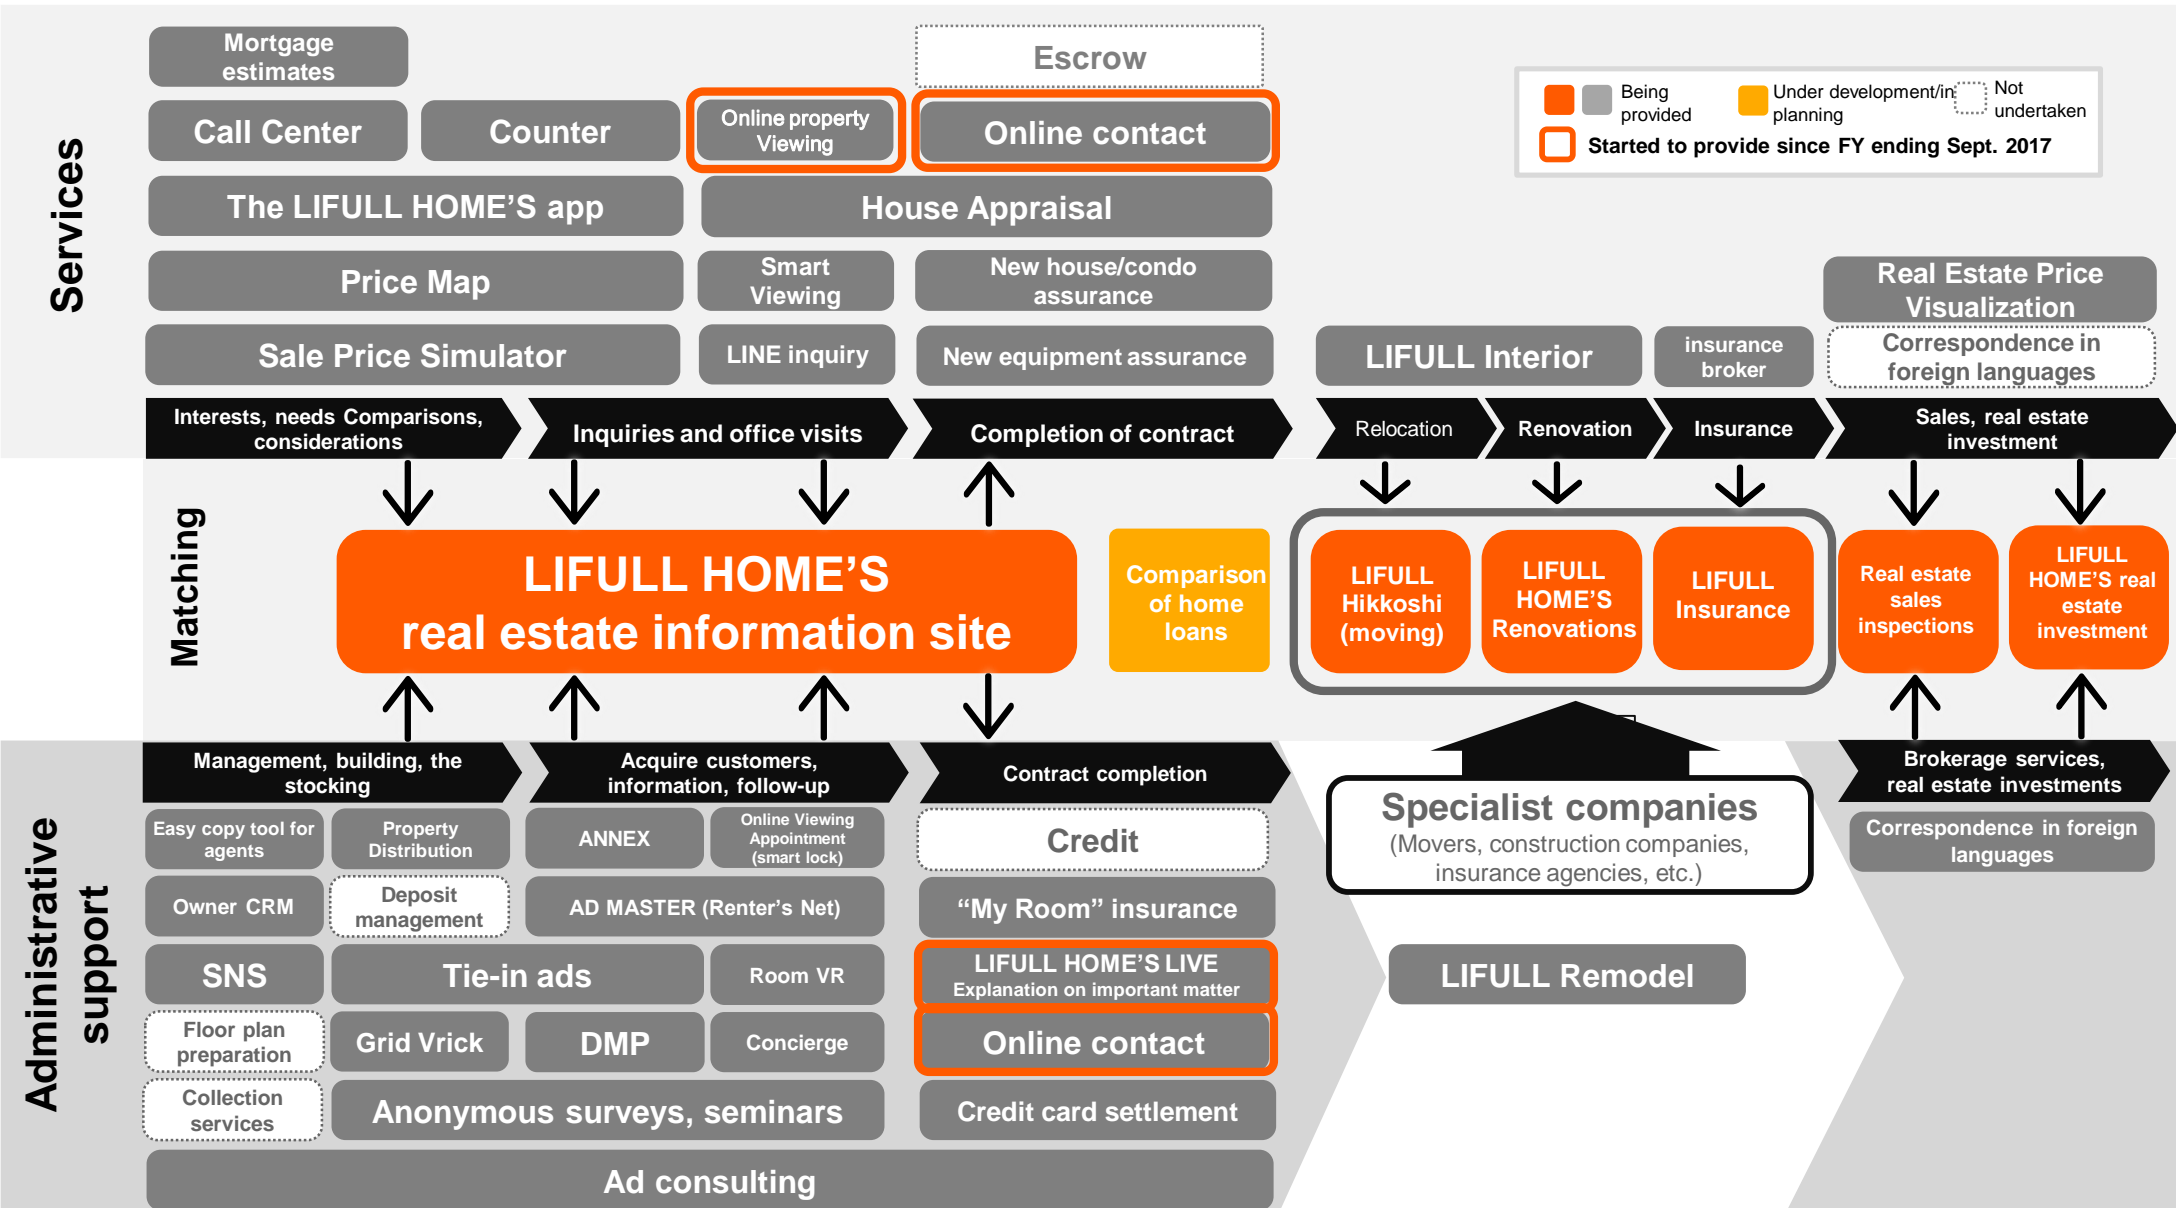 Services
Mortgage
estimates
Escrow
Call Center
Counter
Online property
Viewing
Online contact
The LIFULL HOME'S app
House Appraisal
Price Map
Smart
Viewing
New house/condo
assurance
Sale Price Simulator
LINE inquiry
New equipment assurance
LIFULL Interior
insurance
broker
Real Estate Price
Visualization
Correspondence in
foreign languages
Being
provided
Under development/in
planning
Not
undertaken
Started to provide since FY ending Sept. 2017
Interests, needs Comparisons,
considerations
Inquiries and office visits
Completion of contract
Relocation
Renovation
Insurance
Sales, real estate
investment
Matching
LIFULL HOME'S
real estate information site
Comparison
of home
loans
LIFULL
Hikkoshi
(moving)
LIFULL
HOME'S
Renovations
LIFULL
Insurance
Real estate
sales
inspections
LIFULL
HOME'S real
estate
investment
Administrative
support
Management, building, the
stocking
Acquire customers,
information, follow-up
Contract completion
Brokerage services,
real estate investments
Easy copy tool for
agents
Property
Distribution
ANNEX
Online Viewing
Appointment
(smart lock)
Credit
Owner CRM
Deposit
management
AD MASTER (Renter's Net)
“My Room” insurance
SNS
Tie-in ads
Room VR
LIFULL HOME'S LIVE
Explanation on important matter
Floor plan
preparation
Grid Vrick
DMP
Concierge
Online contact
Collection
services
Anonymous surveys, seminars
Credit card settlement
Ad consulting
Specialist companies
(Movers, construction companies,
insurance agencies, etc.)
LIFULL Remodel
Correspondence in foreign
languages